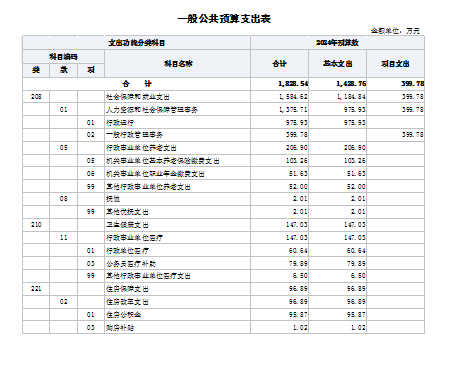 一般公共预算支出表
金额单位：万元
支出功能分类科目 2024年预算数
科目编码 科目名称 合计 基本支出 项目支出
类 款 项
合 计 1,828.54 1,428.76 399.78
208 社会保障和就业支出 1,584.62 1,184.84 399.78
01 人力资源和社会保障管理事务 1,375.71 975.93 399.78
01 行政运行 975.93 975.93
02 一般行政管理事务 399.78 399.78
05 行政事业单位养老支出 206.90 206.90
05 机关事业单位基本养老保险缴费支出 103.26 103.26
06 机关事业单位职业年金缴费支出 51.63 51.63
99 其他行政事业单位养老支出 52.00 52.00
08 抚恤 2.01 2.01
99 其他优抚支出 2.01 2.01
210 卫生健康支出 147.03 147.03
11 行政事业单位医疗 147.03 147.03
01 行政单位医疗 60.64 60.64
03 公务员医疗补助 79.89 79.89
99 其他行政事业单位医疗支出 6.50 6.50
221 住房保障支出 96.89 96.89
02 住房改革支出 96.89 96.89
01 住房公积金 95.87 95.87
03 购房补贴 1.02 1.02